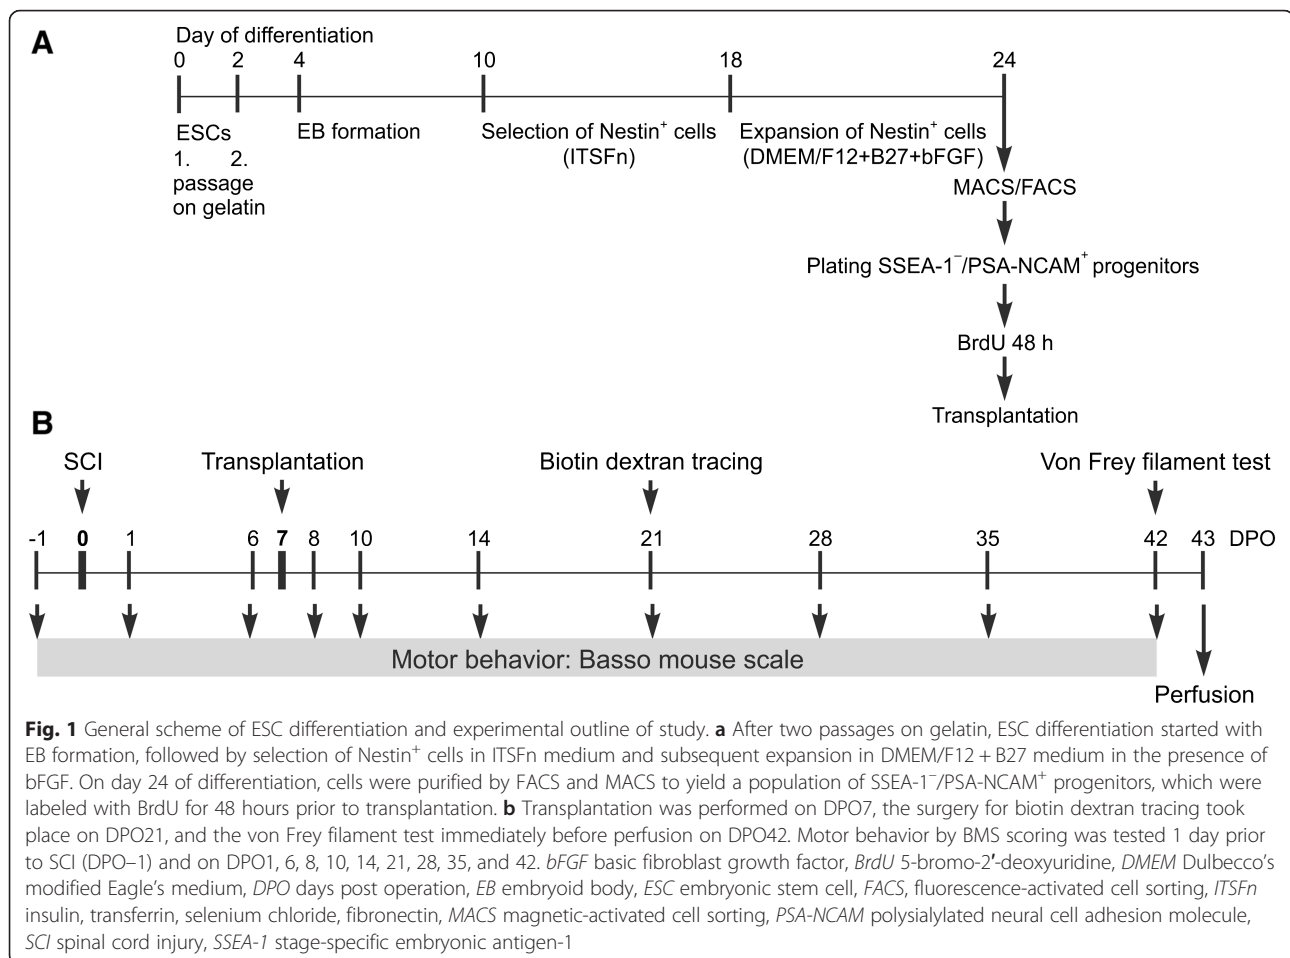 A
Day of differentiation
0 2 4 10 18 24
ESCs
1. 2.
passage
on gelatin
EB formation
Selection of Nestin⁺ cells
(ITSFn)
Expansion of Nestin⁺ cells
(DMEM/F12+B27+bFGF)
MACS/FACS
Plating SSEA-1⁻/PSA-NCAM⁺ progenitors
BrdU 48 h
Transplantation
B
SCI Transplantation Biotin dextran tracing Von Frey filament test
-1 0 1 6 7 8 10 14 21 28 35 42 43 DPO
Motor behavior: Basso mouse scale
Perfusion
Fig. 1 General scheme of ESC differentiation and experimental outline of study. a After two passages on gelatin, ESC differentiation started with
EB formation, followed by selection of Nestin⁺ cells in ITSFn medium and subsequent expansion in DMEM/F12 + B27 medium in the presence of
bFGF. On day 24 of differentiation, cells were purified by FACS and MACS to yield a population of SSEA-1⁻/PSA-NCAM⁺ progenitors, which were
labeled with BrdU for 48 hours prior to transplantation. b Transplantation was performed on DPO7, the surgery for biotin dextran tracing took
place on DPO21, and the von Frey filament test immediately before perfusion on DPO42. Motor behavior by BMS scoring was tested 1 day prior
to SCI (DPO–1) and on DPO1, 6, 8, 10, 14, 21, 28, 35, and 42. bFGF basic fibroblast growth factor, BrdU 5-bromo-2′-deoxyuridine, DMEM Dulbecco’s
modified Eagle’s medium, DPO days post operation, EB embryoid body, ESC embryonic stem cell, FACS, fluorescence-activated cell sorting, ITSFn
insulin, transferrin, selenium chloride, fibronectin, MACS magnetic-activated cell sorting, PSA-NCAM polysialylated neural cell adhesion molecule,
SCI spinal cord injury, SSEA-1 stage-specific embryonic antigen-1